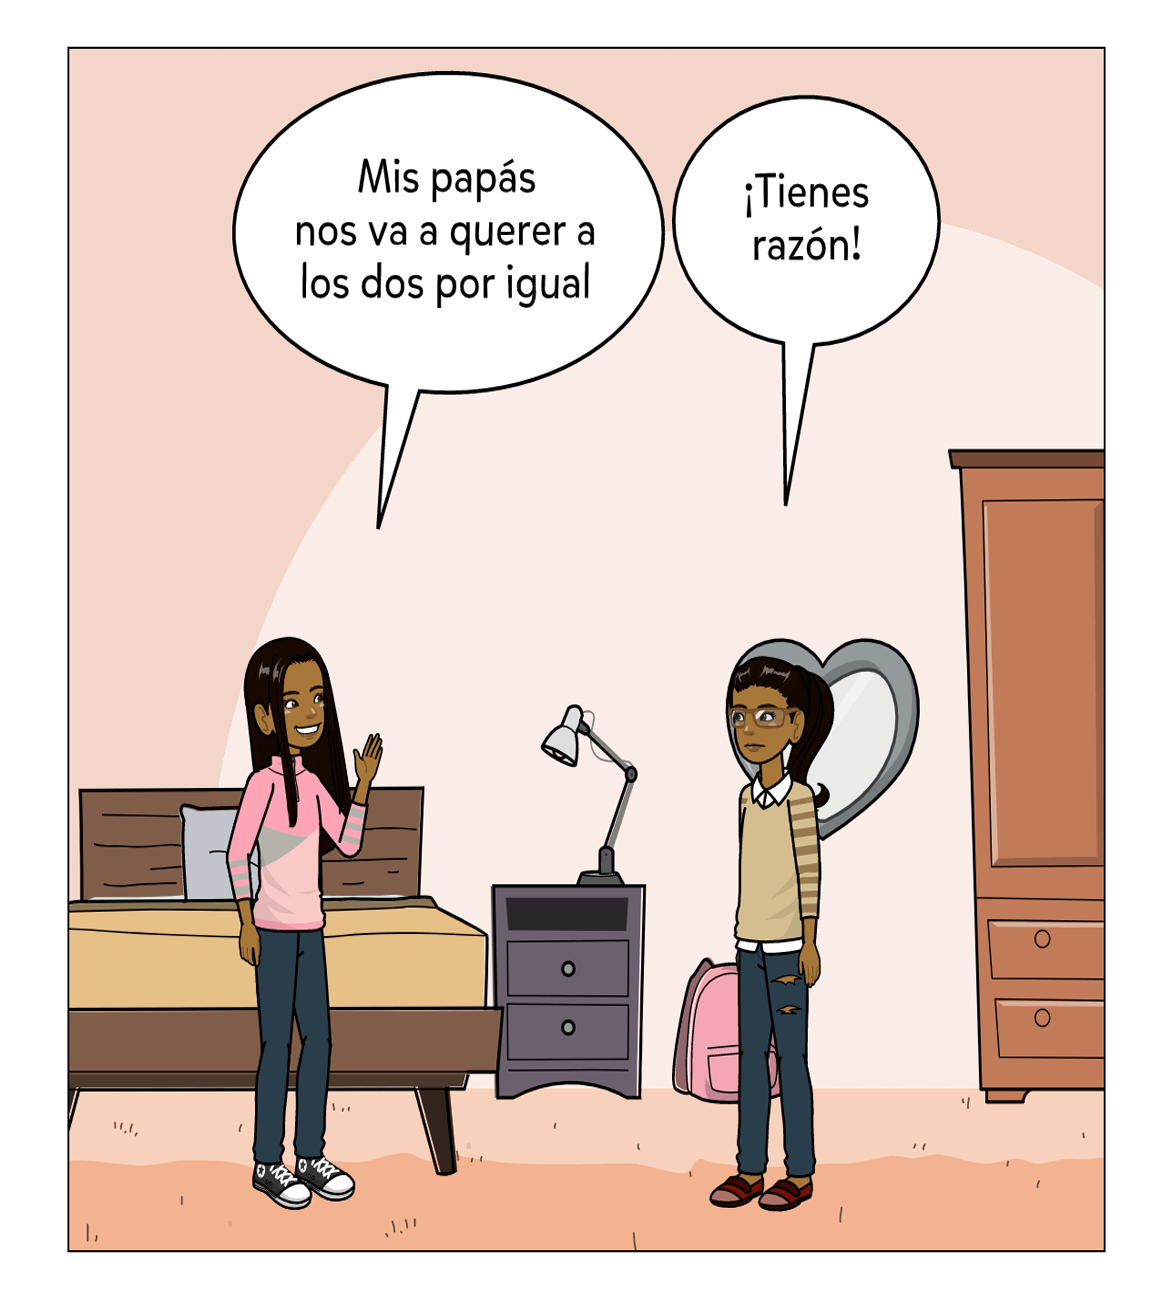 Mis papás
nos va a querer a
los dos por igual
¡Tienes
razón!